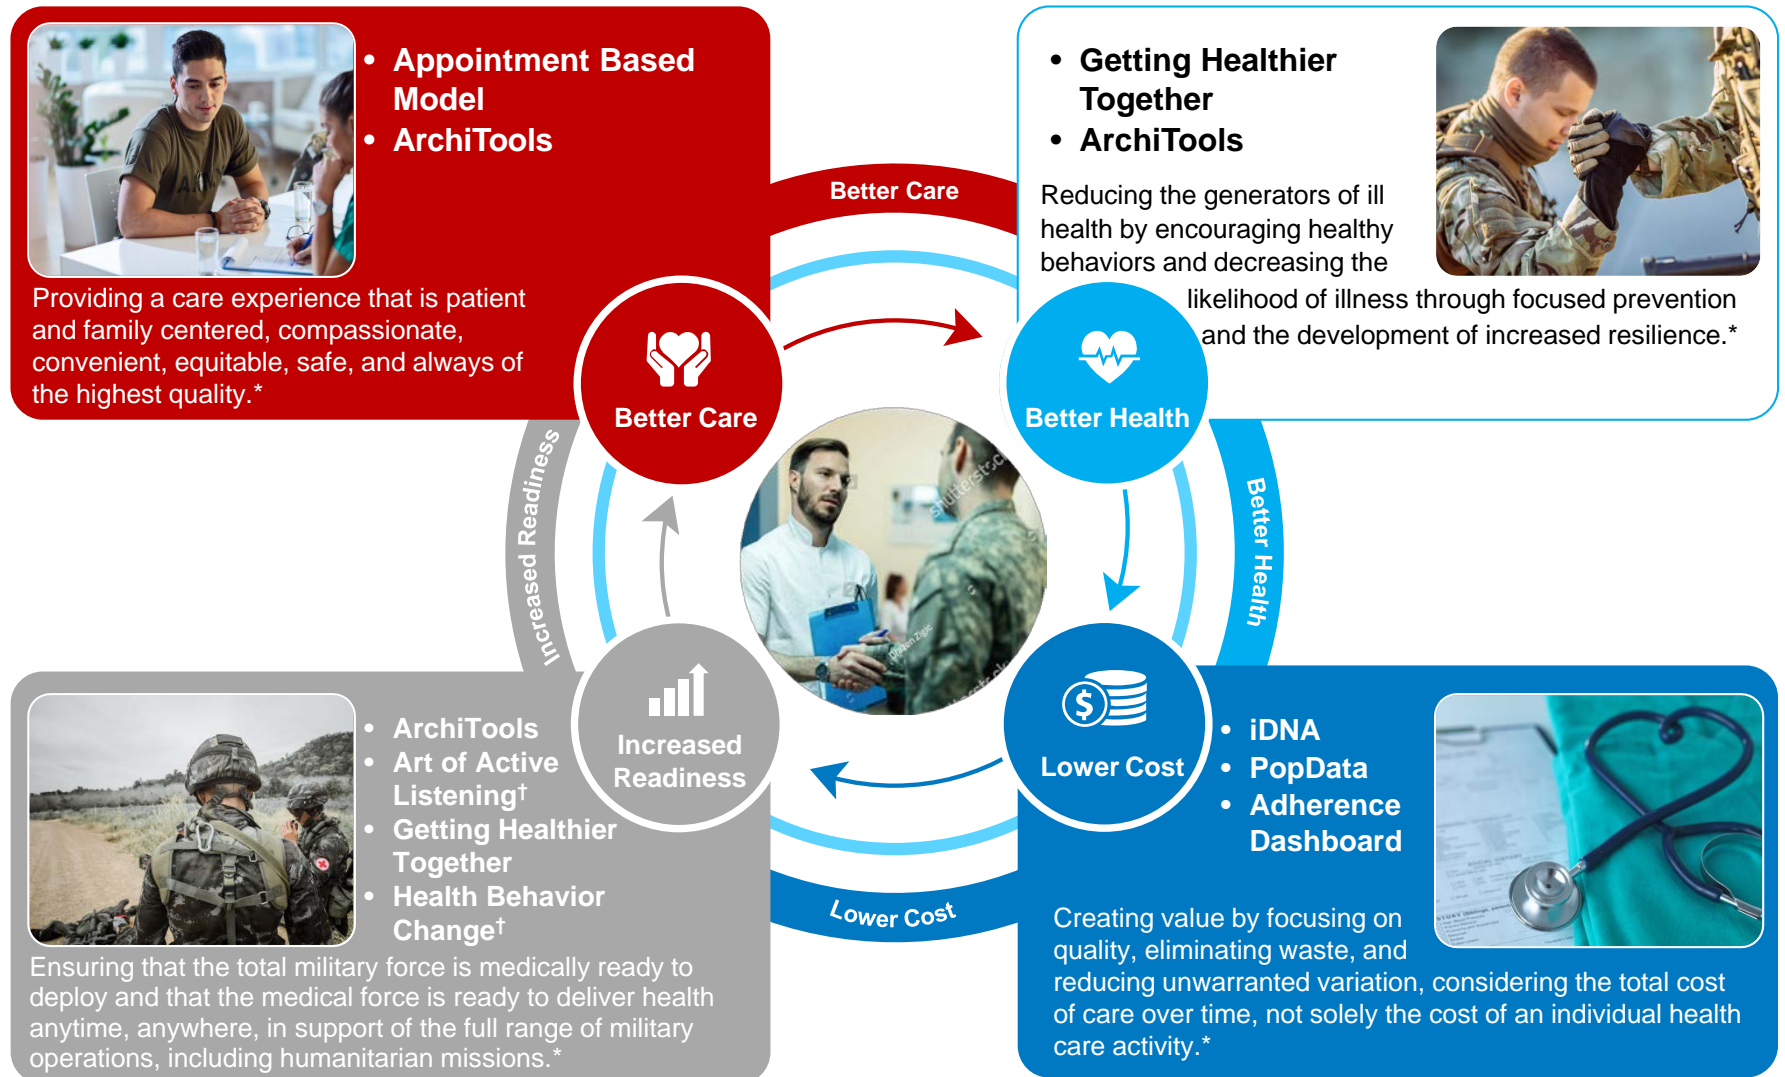 • Appointment Based
Model
• ArchiTools
Providing a care experience that is patient
and family centered, compassionate,
convenient, equitable, safe, and always of
the highest quality.*
Better Care
• Getting Healthier
Together
• ArchiTools
Reducing the generators of ill
health by encouraging healthy
behaviors and decreasing the
likelihood of illness through focused prevention
and the development of increased resilience.*
Better Care
Better Health
Increased Readiness
Better Health
shutterstock
Increased
Readiness
Lower Cost
Lower Cost
• ArchiTools
• Art of Active
Listening†
• Getting Healthier
Together
• Health Behavior
Change†
Ensuring that the total military force is medically ready to
deploy and that the medical force is ready to deliver health
anytime, anywhere, in support of the full range of military
operations, including humanitarian missions.*
• iDNA
• PopData
• Adherence
Dashboard
Creating value by focusing on
quality, eliminating waste, and
reducing unwarranted variation, considering the total cost
of care over time, not solely the cost of an individual health
care activity.*